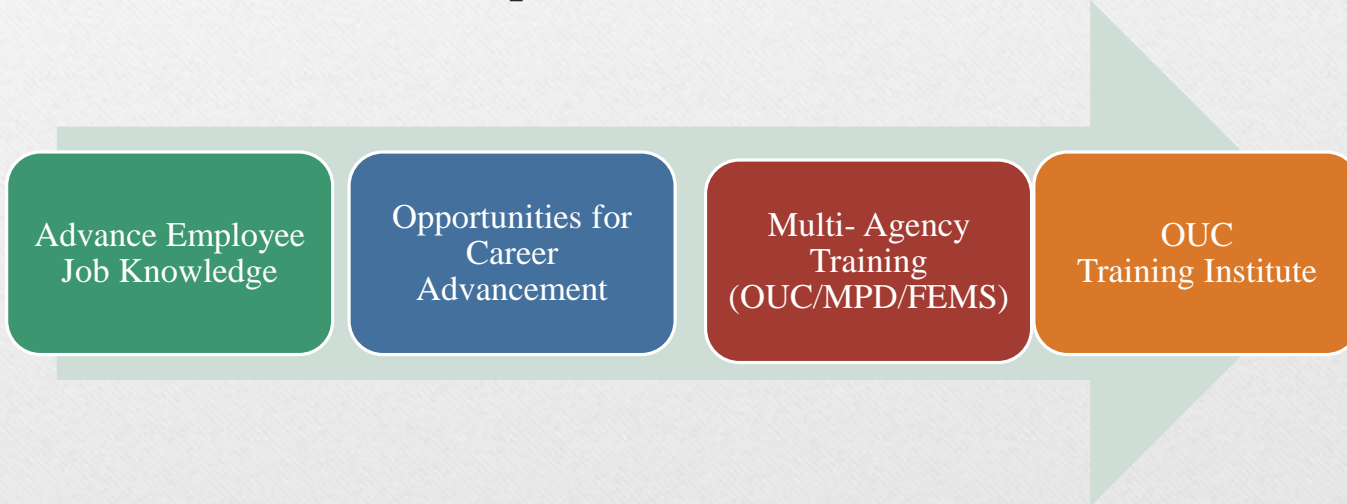 Advance Employee
Job Knowledge
Opportunities for
Career
Advancement
Multi- Agency
Training
(OUC/MPD/FEMS)
OUC
Training Institute